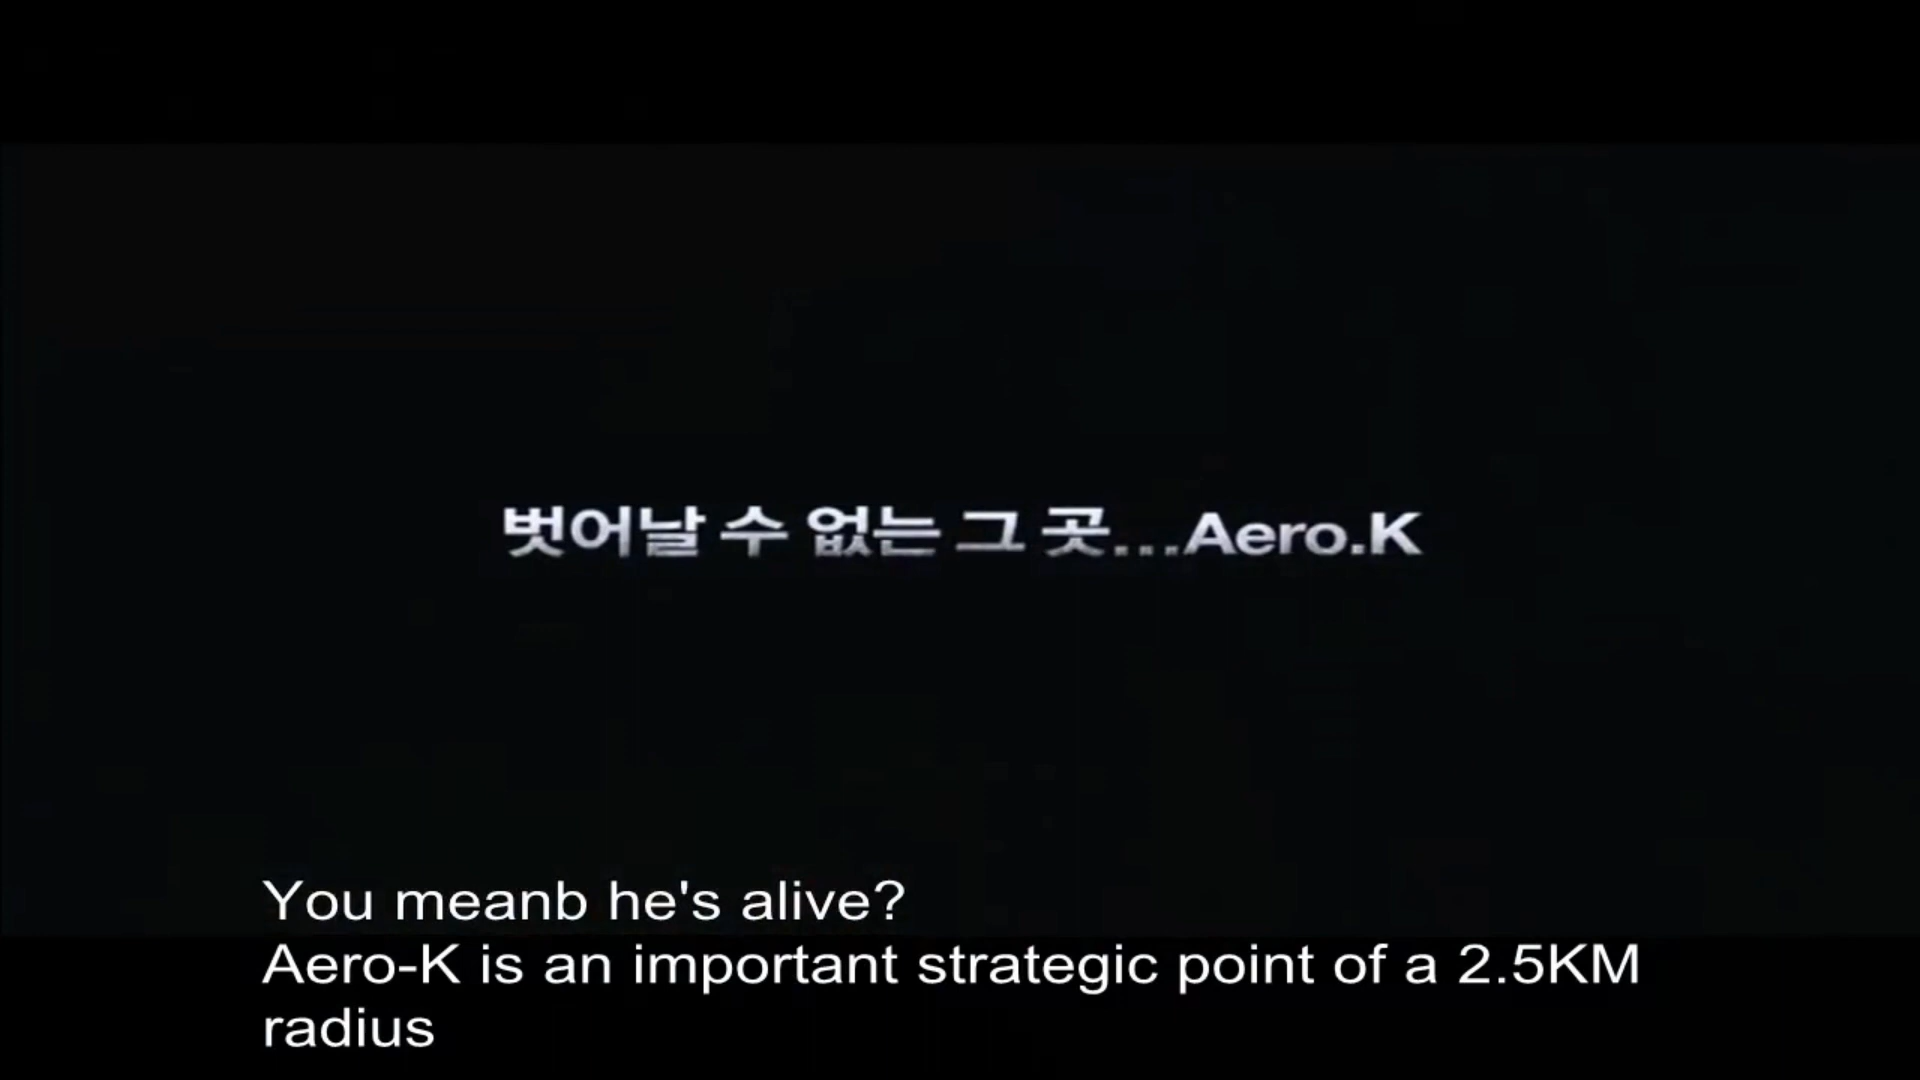 벗어날 수 없는 그 곳...Aero.K
You meanb he's alive?
Aero-K is an important strategic point of a 2.5KM
radius